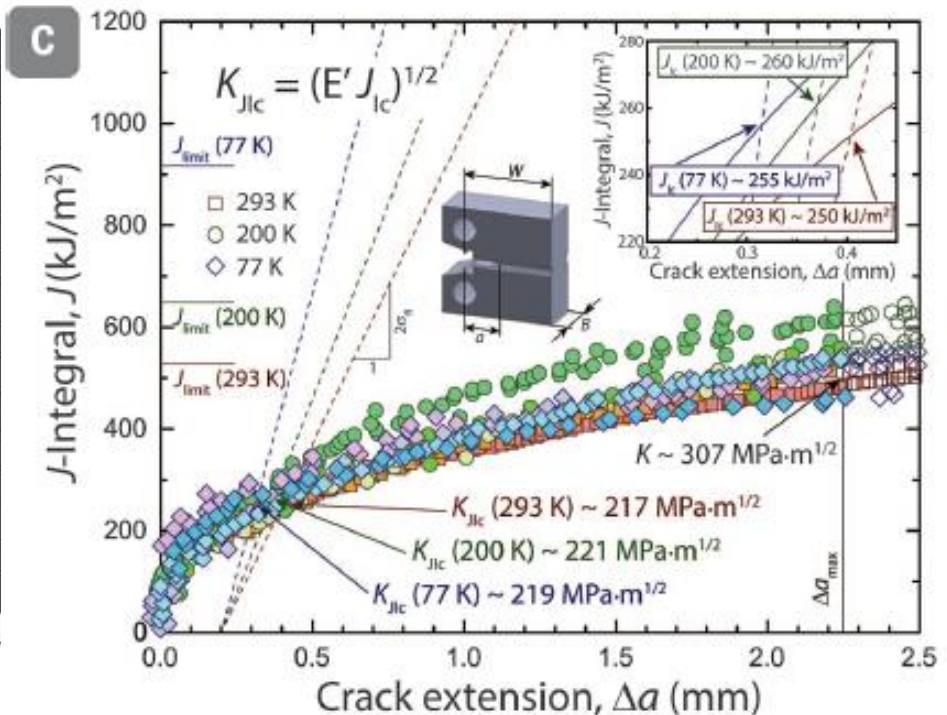 C
K_JIc = (E′ J_Ic)^1/2
J-Integral, J (kJ/m²)
1200
1000
800
600
400
200
0
J_limit (77 K)
293 K
200 K
77 K
J_limit (200 K)
J_limit (293 K)
W
a
B
2σ_o
1
J-Integral, J (kJ/m²)
280
260
240
220
J_Ic (200 K) ~ 260 kJ/m²
J_Ic (77 K) ~ 255 kJ/m²
J_Ic (293 K) ~ 250 kJ/m²
0.2 0.3 0.4
Crack extension, Δa (mm)
K ~ 307 MPa·m^1/2
K_JIc (293 K) ~ 217 MPa·m^1/2
K_JIc (200 K) ~ 221 MPa·m^1/2
K_JIc (77 K) ~ 219 MPa·m^1/2
Δa_max
0.0 0.5 1.0 1.5 2.0 2.5
Crack extension, Δa (mm)